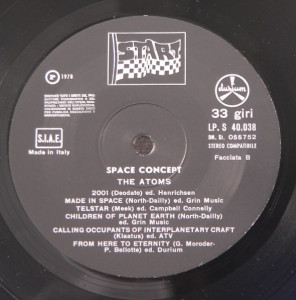 START
℗ 1978
durium
33 giri
LP. S 40.038
(M. D. 055752)
STEREO COMPATIBILE
Facciata B
S.I.A.E.
Made in Italy
SPACE CONCEPT
THE ATOMS
2001 (Deodato) ed. Henrichsen
MADE IN SPACE (North-Dailly) ed. Grin Music
TELSTAR (Meek) ed. Campbell Connelly
CHILDREN OF PLANET EARTH (North-Dailly)
ed. Grin Music
CALLING OCCUPANTS OF INTERPLANETARY CRAFT
(Klaatus) ed. ATV
FROM HERE TO ETERNITY (G. Moroder-
P. Bellotte) ed. Durium